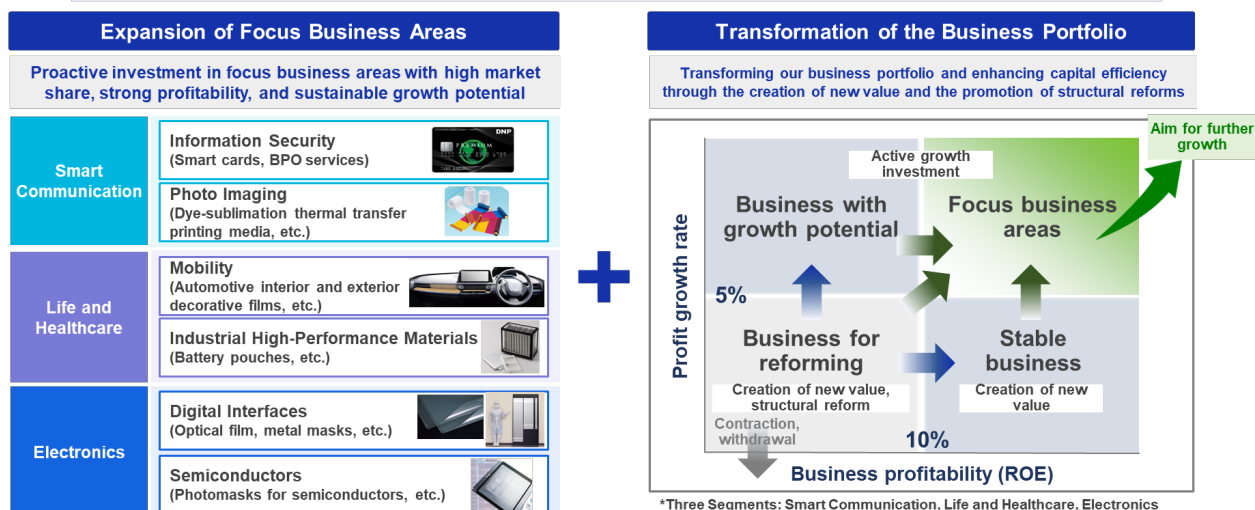 Expansion of Focus Business Areas
Proactive investment in focus business areas with high market
share, strong profitability, and sustainable growth potential
Smart
Communication
Information Security
(Smart cards, BPO services)
DNP
PREMIUM
Photo Imaging
(Dye-sublimation thermal transfer
printing media, etc.)
Life and
Healthcare
Mobility
(Automotive interior and exterior
decorative films, etc.)
Industrial High-Performance Materials
(Battery pouches, etc.)
Electronics
Digital Interfaces
(Optical film, metal masks, etc.)
Semiconductors
(Photomasks for semiconductors, etc.)
+
Transformation of the Business Portfolio
Transforming our business portfolio and enhancing capital efficiency
through the creation of new value and the promotion of structural reforms
Aim for further
growth
Active growth
investment
Business with
growth potential
Focus business
areas
Profit growth rate
5%
Business for
reforming
Creation of new value,
structural reform
Stable
business
Creation of new
value
Contraction,
withdrawal
10%
Business profitability (ROE)
*Three Segments: Smart Communication, Life and Healthcare, Electronics